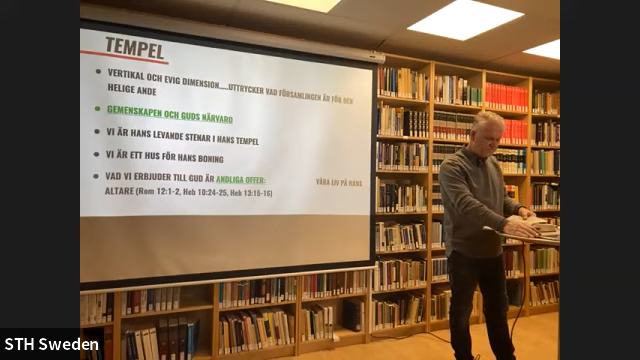 TEMPEL
VERTIKAL OCH EVIG DIMENSION.....UTTRYCKER VAD FÖRSAMLINGEN ÄR FÖR DEN
HELIGE ANDE
GEMENSKAPEN OCH GUDS NÄRVARO
VI ÄR HANS LEVANDE STENAR I HANS TEMPEL
VI ÄR ETT HUS FÖR HANS BONING
VAD VI ERBJUDER TILL GUD ÄR ANDLIGA OFFER: VÅRA LIV PÅ HANS
ALTARE (Rom 12:1-2, Heb 10:24-25, Heb 13:15-16)
STH Sweden